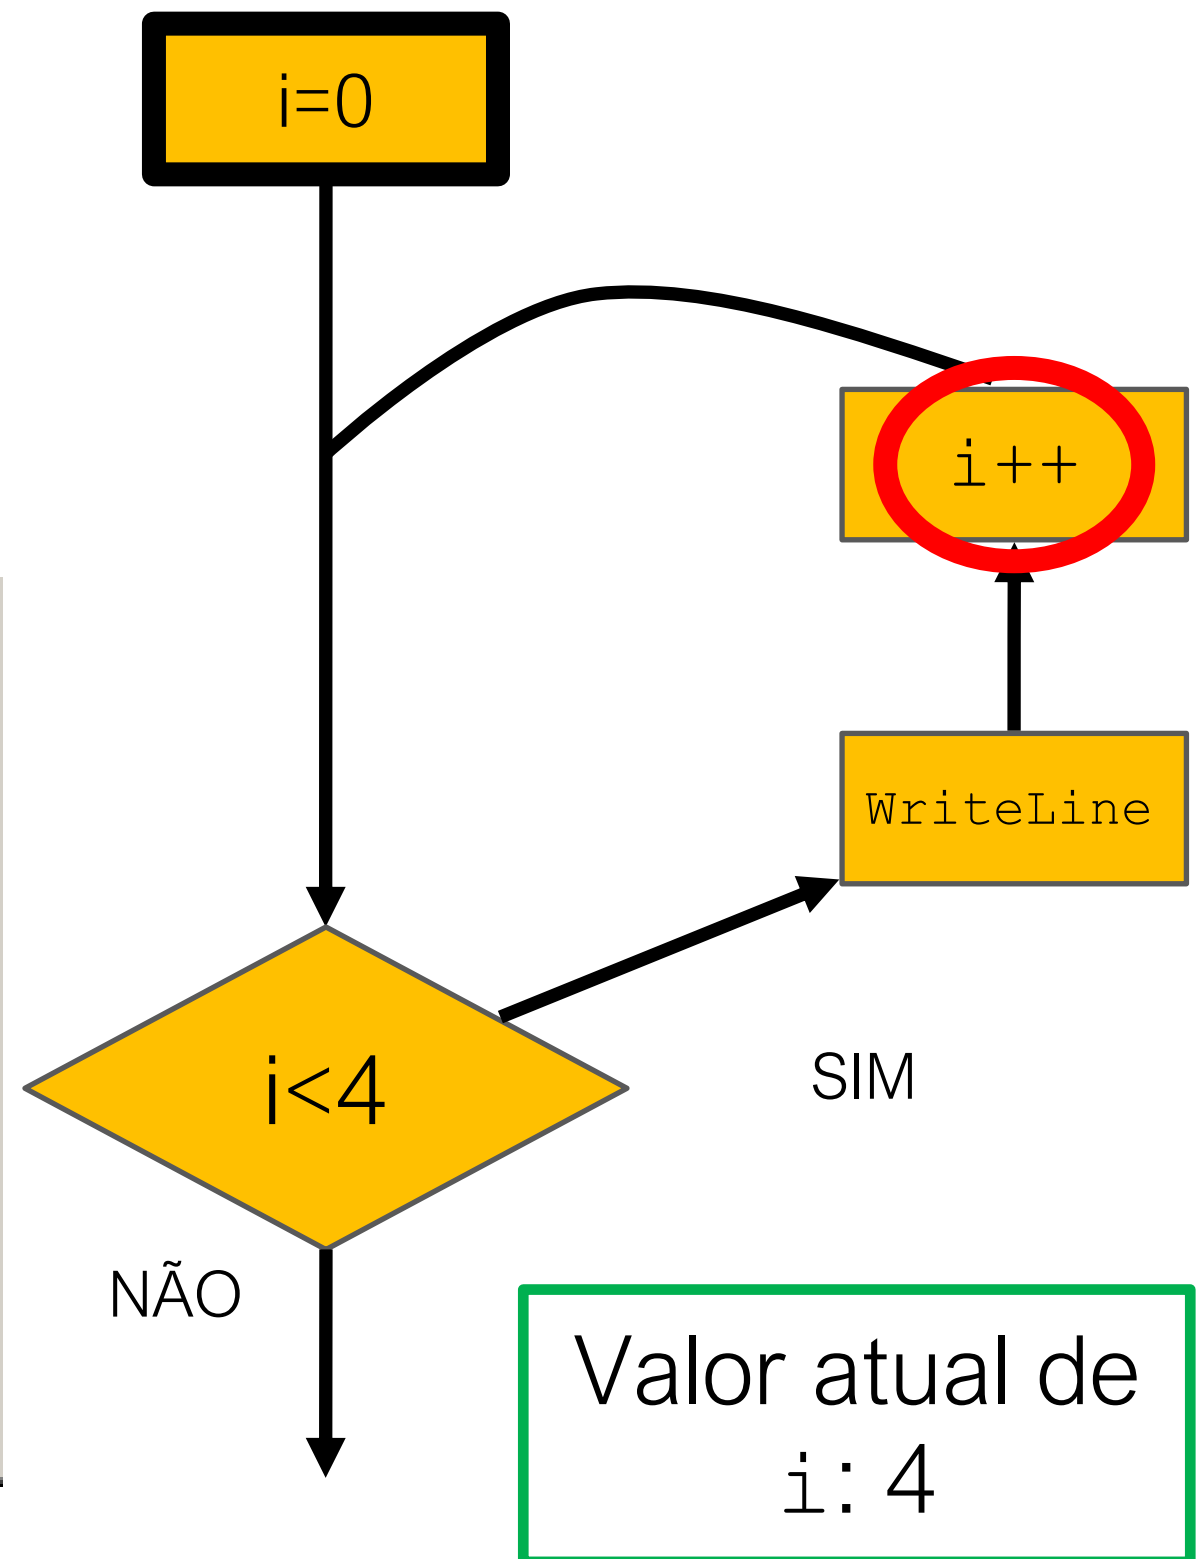 i=0
i++
WriteLine
i<4
SIM
NÃO
Valor atual de
i: 4